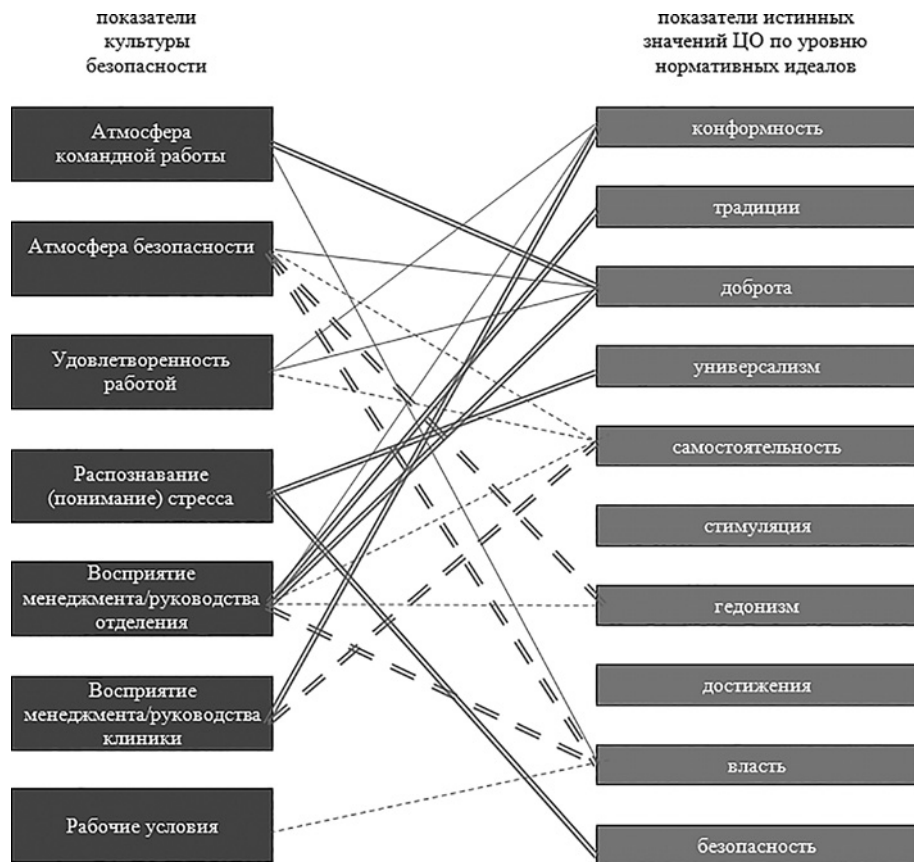 показатели
культуры
безопасности
Атмосфера
командной работы
Атмосфера безопасности
Удовлетворенность
работой
Распознавание
(понимание) стресса
Восприятие
менеджмента/руководства
отделения
Восприятие
менеджмента/руководства
клиники
Рабочие условия
показатели истинных
значений ЦО по уровню
нормативных идеалов
конформность
традиции
доброта
универсализм
самостоятельность
стимуляция
гедонизм
достижения
власть
безопасность